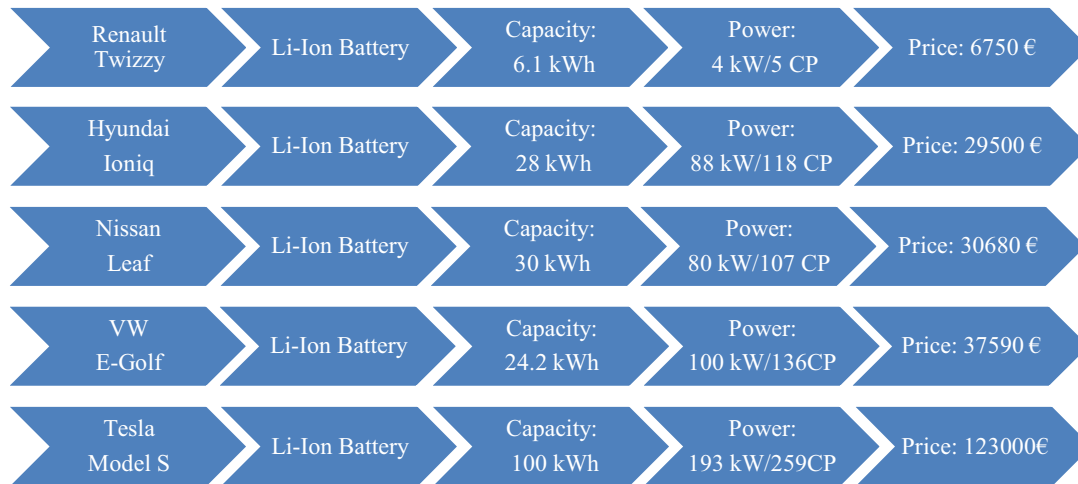 Renault
Twizzy
Li-Ion Battery
Capacity:
6.1 kWh
Power:
4 kW/5 CP
Price: 6750 €
Hyundai
Ioniq
Li-Ion Battery
Capacity:
28 kWh
Power:
88 kW/118 CP
Price: 29500 €
Nissan
Leaf
Li-Ion Battery
Capacity:
30 kWh
Power:
80 kW/107 CP
Price: 30680 €
VW
E-Golf
Li-Ion Battery
Capacity:
24.2 kWh
Power:
100 kW/136CP
Price: 37590 €
Tesla
Model S
Li-Ion Battery
Capacity:
100 kWh
Power:
193 kW/259CP
Price: 123000€